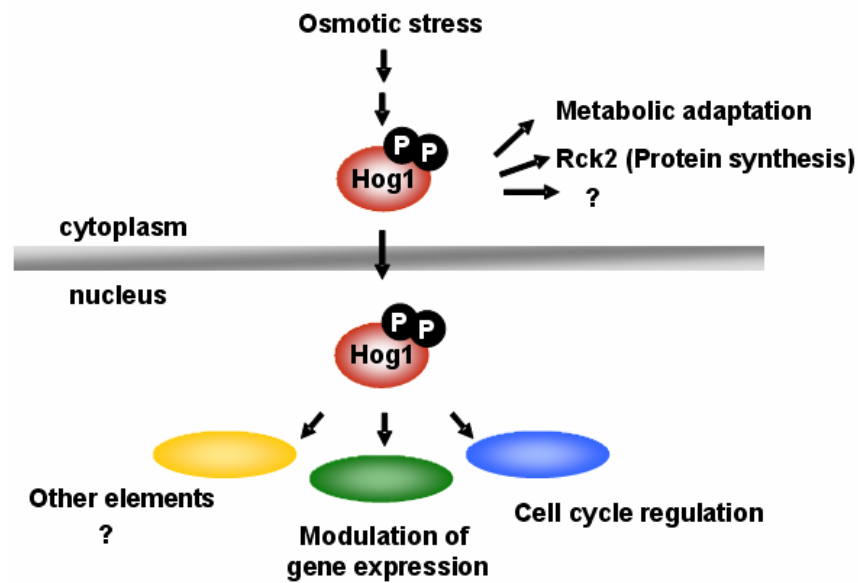 Osmotic stress
P P
Hog1
Metabolic adaptation
Rck2 (Protein synthesis)
?
cytoplasm
nucleus
P P
Hog1
Other elements
?
Modulation of
gene expression
Cell cycle regulation